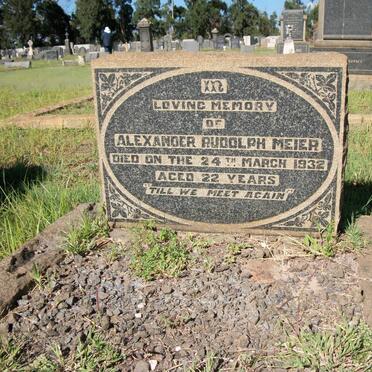 IN
LOVING MEMORY
OF
ALEXANDER RUDOLPH MEIER
DIED ON THE 24TH MARCH 1932
AGED 22 YEARS
"TILL WE MEET AGAIN"